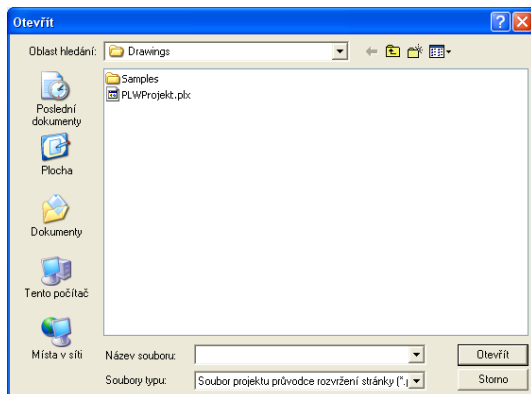 Otevřít
Oblast hledání: Drawings
Samples
PLWProjekt.plx
Poslední
dokumenty
Plocha
Dokumenty
Tento počítač
Místa v síti
Název souboru: Otevřít
Soubory typu: Soubor projektu průvodce rozvržení stránky (*.p Storno